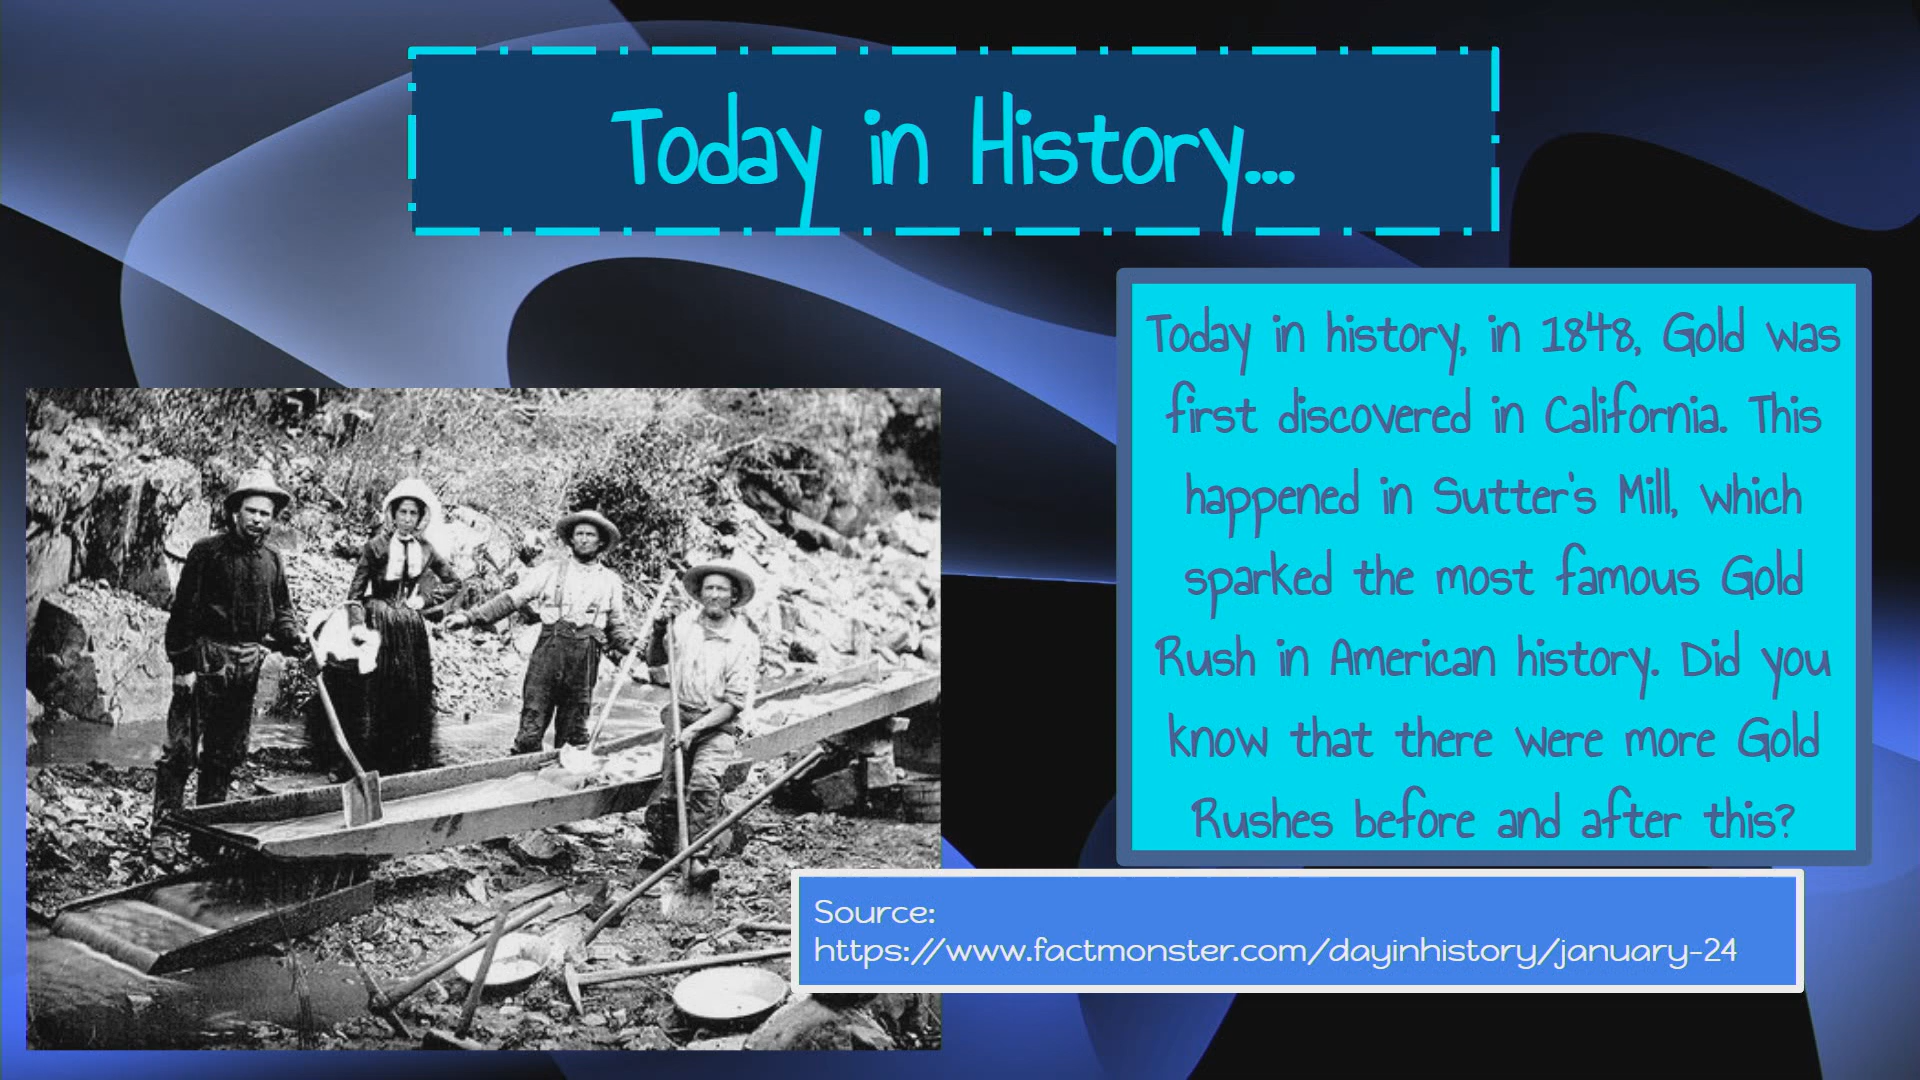 Today in History...
Today in history, in 1848, Gold was
first discovered in California. This
happened in Sutter's Mill, which
sparked the most famous Gold
Rush in American history. Did you
know that there were more Gold
Rushes before and after this?
Source:
https://www.factmonster.com/dayinhistory/january-24